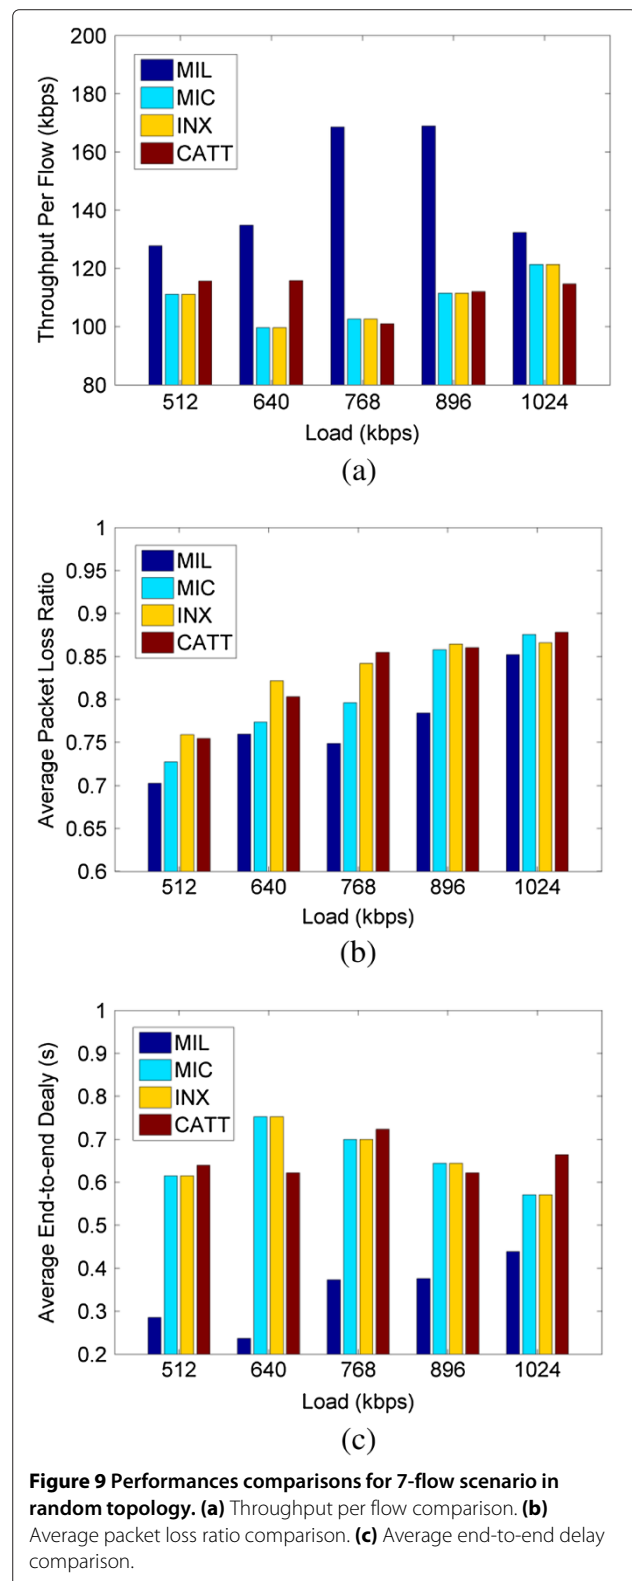 200
180
160
140
120
100
80
Throughput Per Flow (kbps)
MIL
MIC
INX
CATT
512 640 768 896 1024
Load (kbps)
(a)
1
0.95
0.9
0.85
0.8
0.75
0.7
0.65
0.6
Average Packet Loss Ratio
MIL
MIC
INX
CATT
512 640 768 896 1024
Load (kbps)
(b)
1
0.9
0.8
0.7
0.6
0.5
0.4
0.3
0.2
Average End-to-end Dealy (s)
MIL
MIC
INX
CATT
512 640 768 896 1024
Load (kbps)
(c)
Figure 9 Performances comparisons for 7-flow scenario in
random topology. (a) Throughput per flow comparison. (b)
Average packet loss ratio comparison. (c) Average end-to-end delay
comparison.